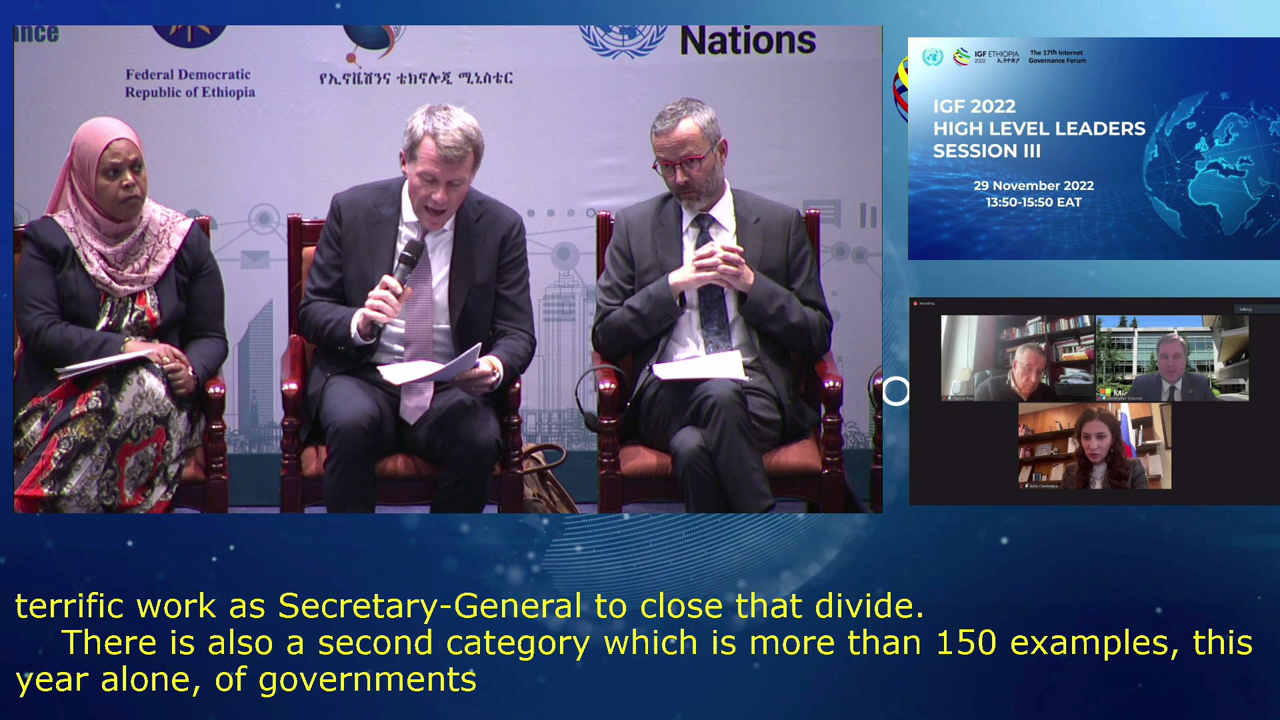 ance
Federal Democratic
Republic of Ethiopia
የኢኖቬሽንና ቴክኖሎጂ ሚኒስቴር
Nations
IGF ETHIOPIA
2022 ኢትዮጵያ
The 17th Internet
Governance Forum
IGF 2022
HIGH LEVEL LEADERS
SESSION III
29 November 2022
13:50-15:50 EAT
Recording
terrific work as Secretary-General to close that divide.
There is also a second category which is more than 150 examples, this
year alone, of governments